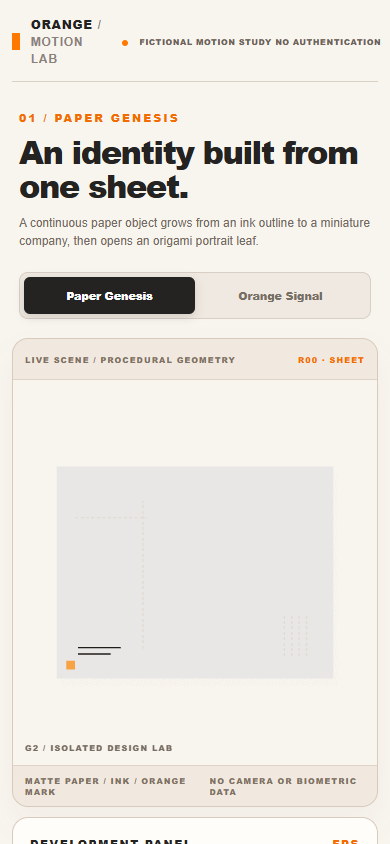 ORANGE /
MOTION
LAB
FICTIONAL MOTION STUDY NO AUTHENTICATION
01 / PAPER GENESIS
An identity built from
one sheet.
A continuous paper object grows from an ink outline to a miniature
company, then opens an origami portrait leaf.
Paper Genesis
Orange Signal
LIVE SCENE / PROCEDURAL GEOMETRY
R00 · SHEET
G2 / ISOLATED DESIGN LAB
MATTE PAPER / INK / ORANGE
MARK
NO CAMERA OR BIOMETRIC
DATA
DEVELOPMENT PANEL
FPS